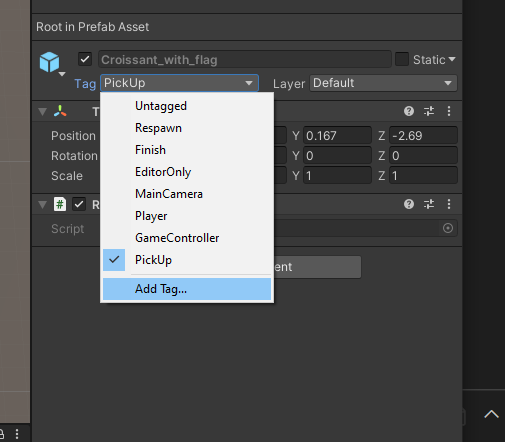 Root in Prefab Asset
Croissant_with_flag
Static
Tag PickUp
Layer Default
Untagged
Respawn
Finish
EditorOnly
MainCamera
Player
GameController
PickUp
Add Tag...
T
Position Y 0.167 Z -2.69
Rotation Y 0 Z 0
Scale Y 1 Z 1
# R
Script
ent